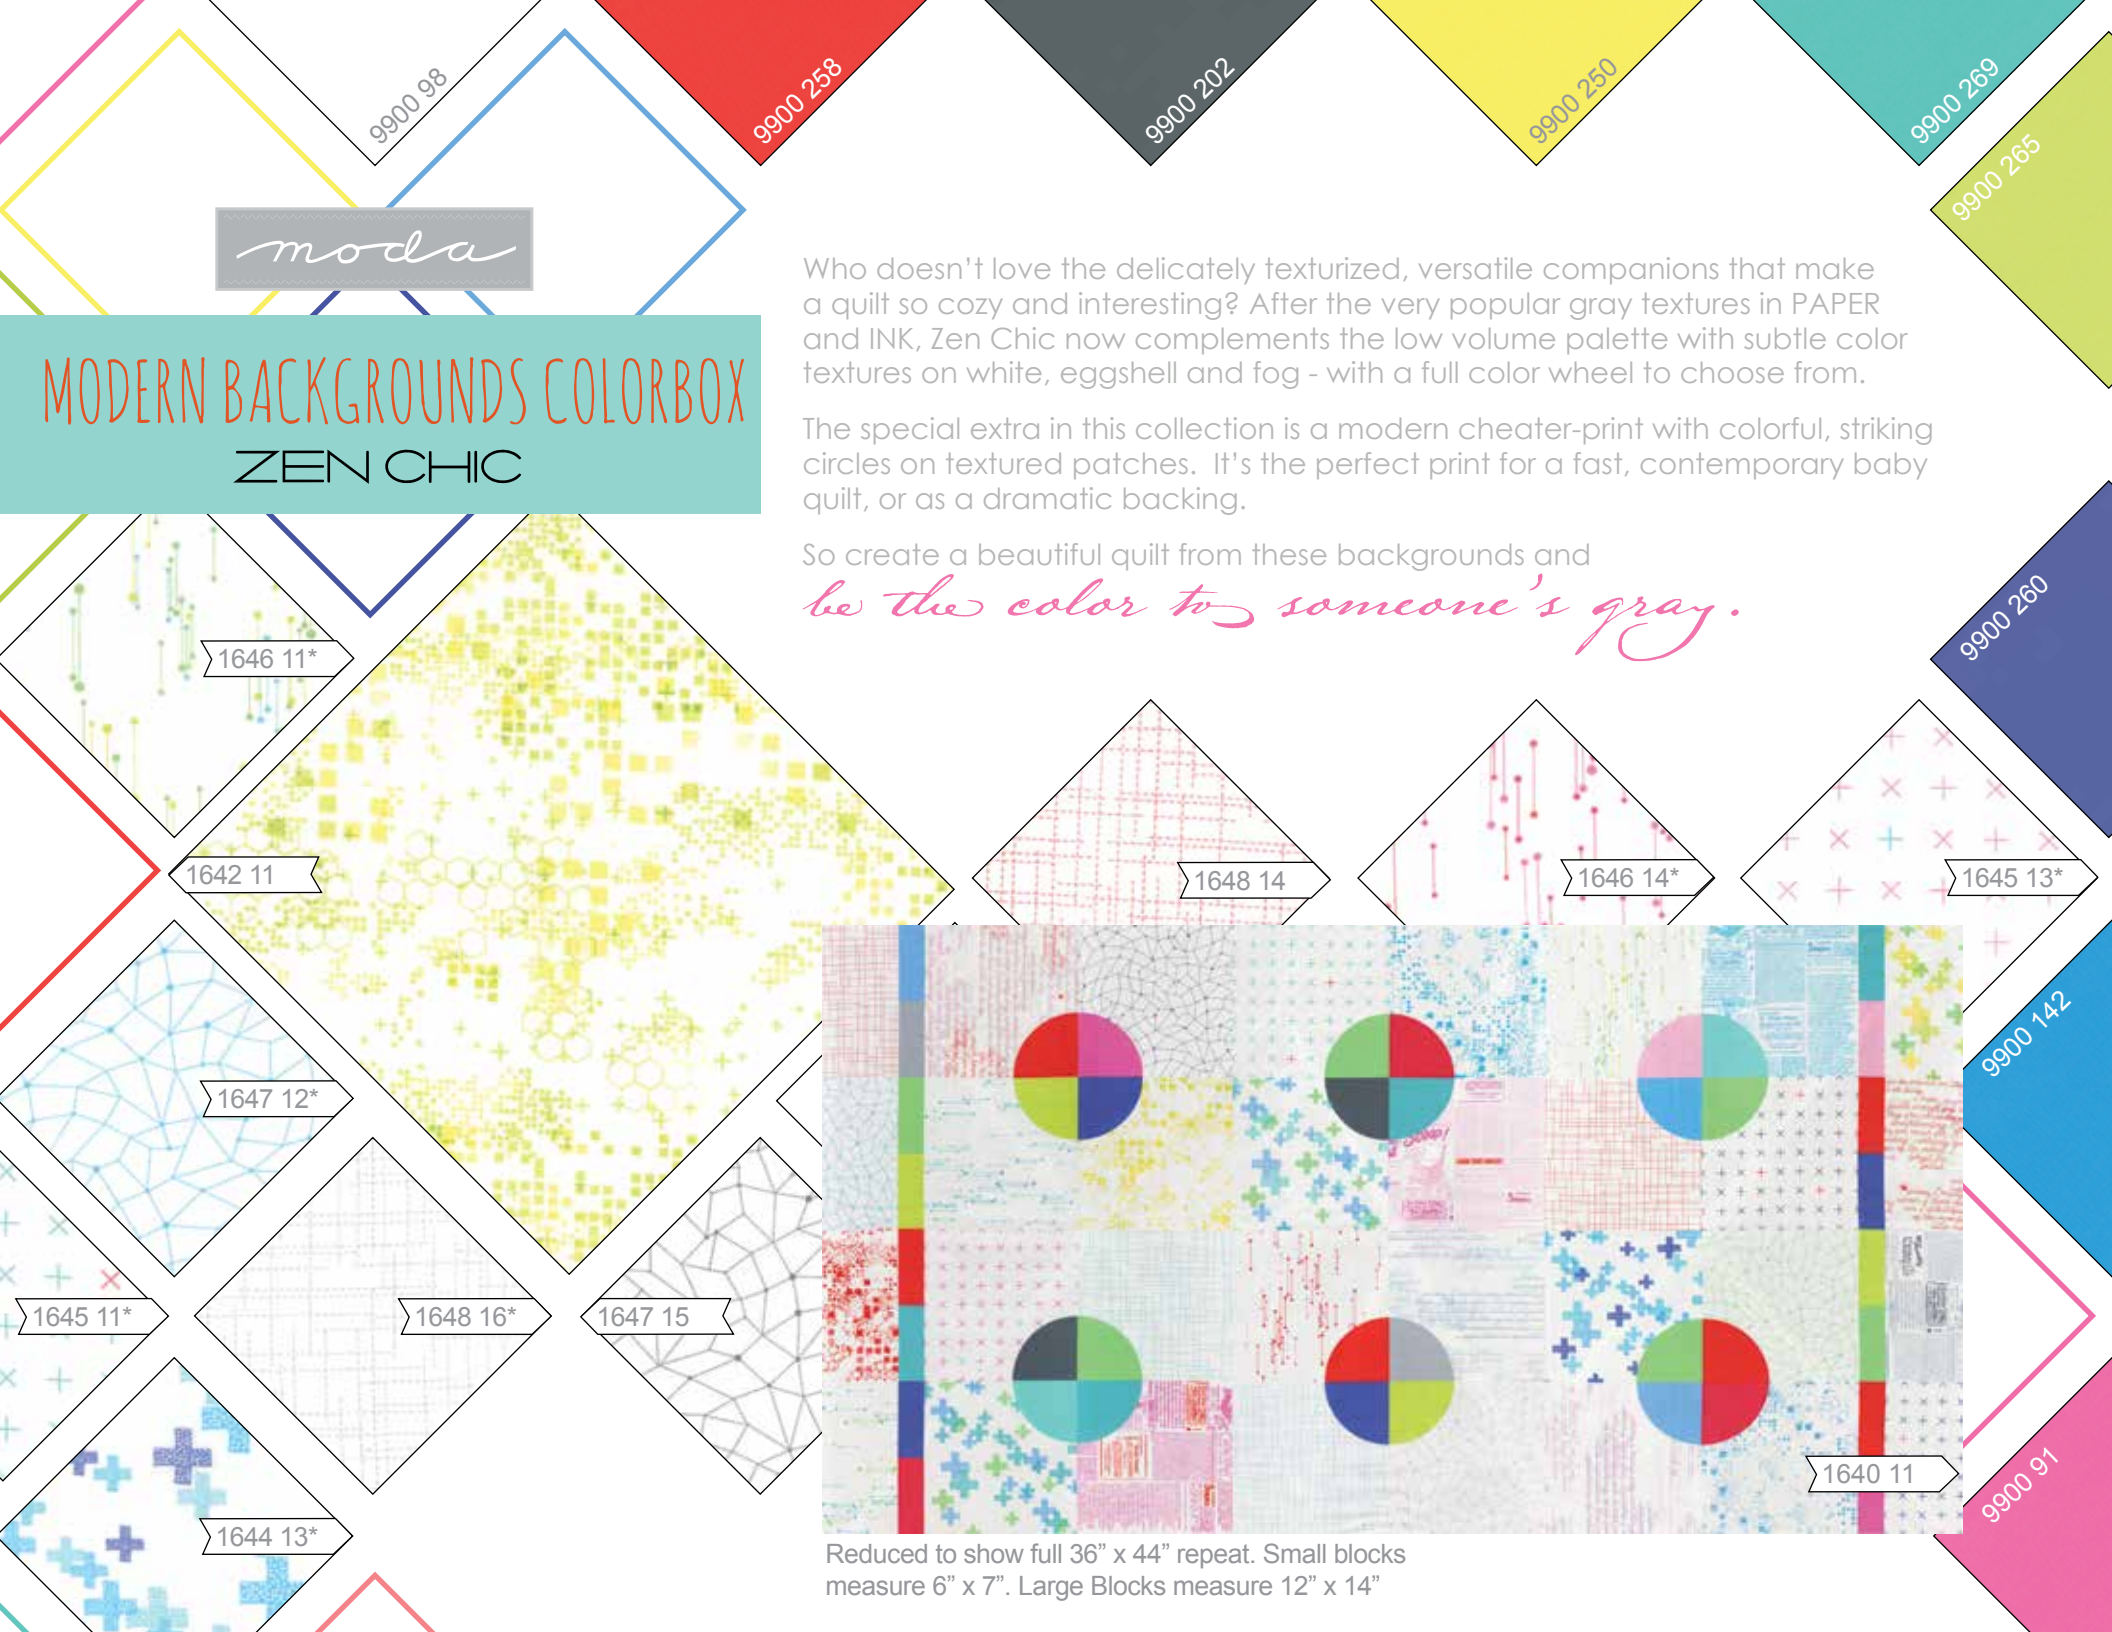 9900 98
9900 258
9900 202
9900 250
9900 269
9900 265
moda
MODERN BACKGROUNDS COLORBOX
ZEN CHIC
Who doesn't love the delicately texturized, versatile companions that make
a quilt so cozy and interesting? After the very popular gray textures in PAPER
and INK, Zen Chic now complements the low volume palette with subtle color
textures on white, eggshell and fog - with a full color wheel to choose from.
The special extra in this collection is a modern cheater-print with colorful, striking
circles on textured patches.  It's the perfect print for a fast, contemporary baby
quilt, or as a dramatic backing.
So create a beautiful quilt from these backgrounds and
be the color to someone's gray.
9900 260
1646 11*
1642 11
1648 14
1646 14*
1645 13*
9900 142
1647 12*
1645 11*
1648 16*
1647 15
1640 11
9900 91
1644 13*
Reduced to show full 36” x 44” repeat. Small blocks
measure 6” x 7”. Large Blocks measure 12” x 14”